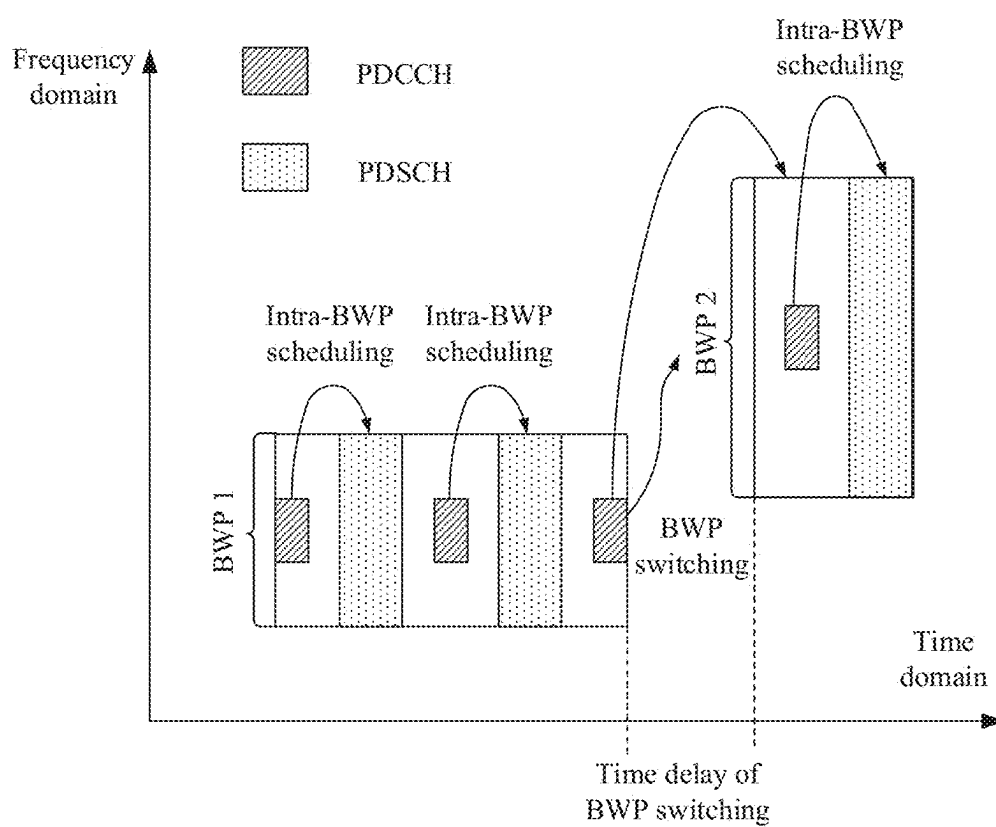 Frequency
domain
PDCCH
PDSCH
Intra-BWP
scheduling
Intra-BWP
scheduling
Intra-BWP
scheduling
BWP 1
BWP 2
BWP
switching
Time
domain
Time delay of
BWP switching